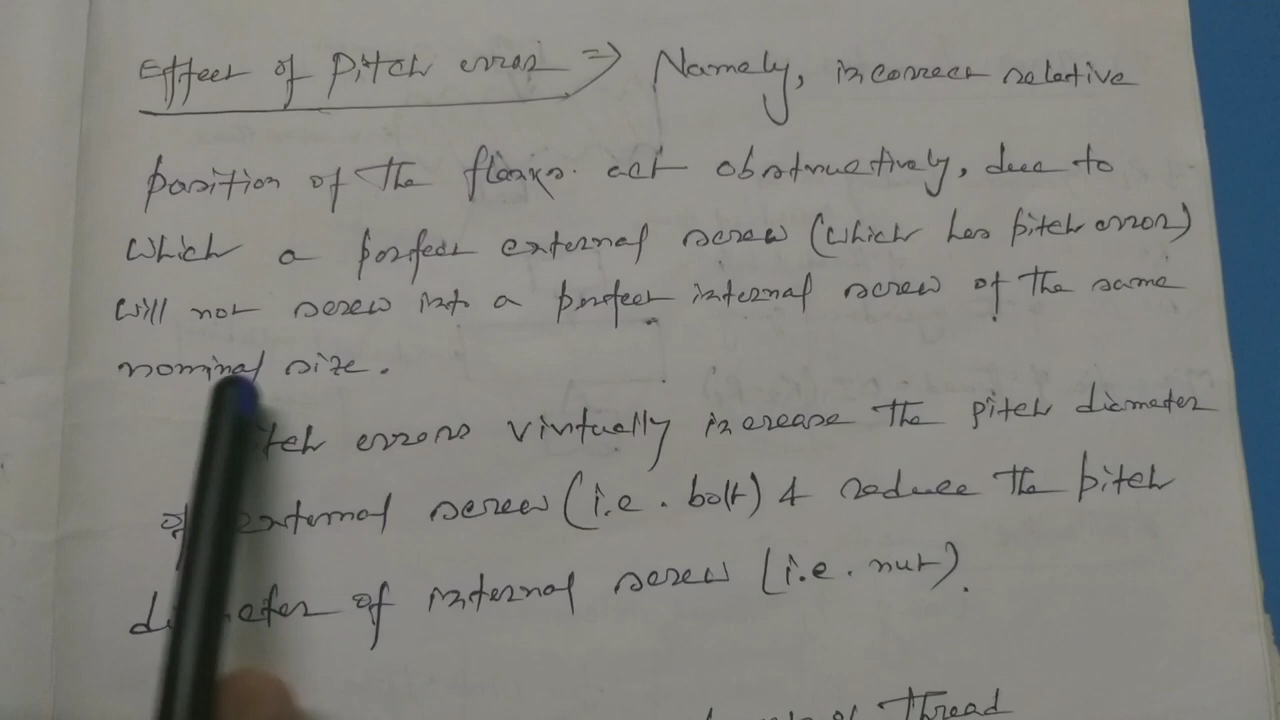 Effect of Pitch error => Namely, incorrect relative
position of the flanks act obstructively, due to
which a perfect external screw (which has pitch error)
will not screw into a perfect internal screw of the same
nominal size.
errors virtually increase the pitch diameter
external screw (i.e. bolt) & reduce the pitch
of internal screw (i.e. nut).
of Thread